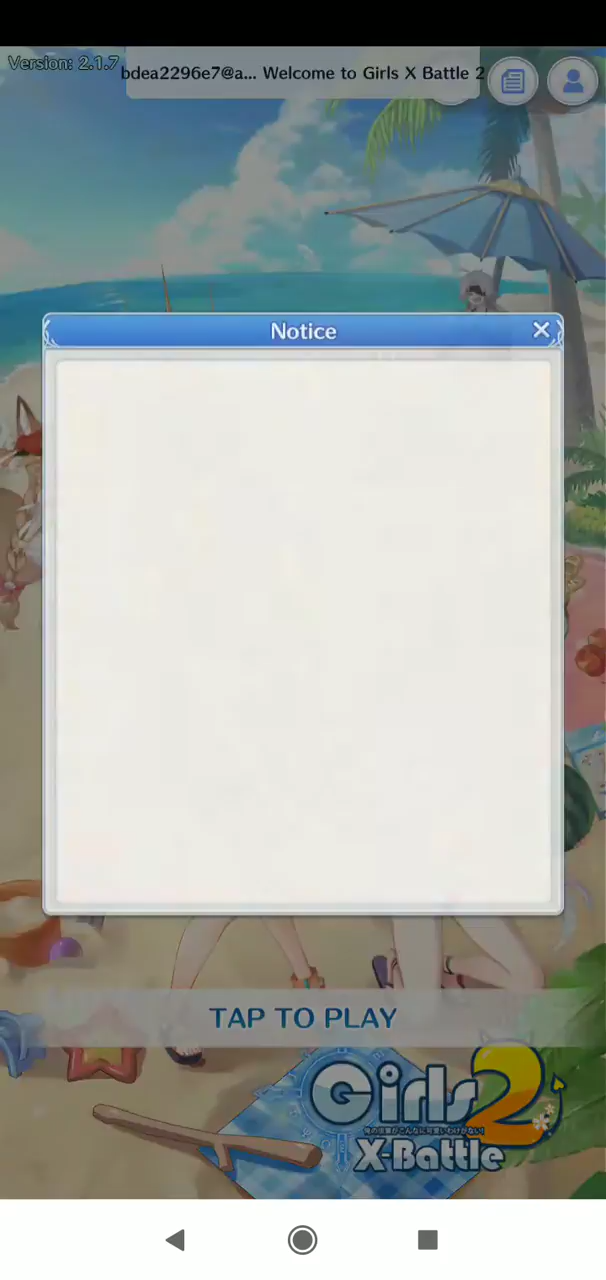 Version: 2.1.7
bdea2296e7@a... Welcome to Girls X Battle 2
Notice
TAP TO PLAY
Girls 2
X-Battle